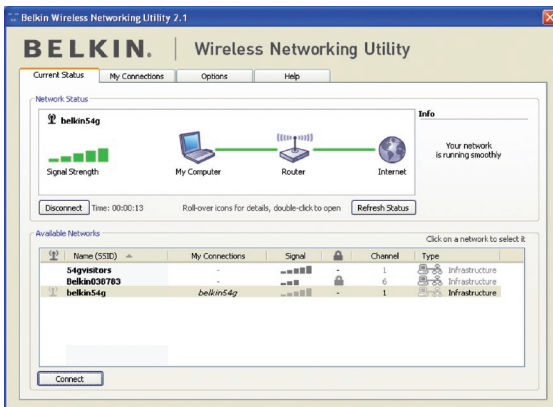 Belkin Wireless Networking Utility 2.1
BELKIN. | Wireless Networking Utility
Current Status My Connections Options Help
Network Status
belkin54g
Signal Strength
My Computer Router Internet
Info
Your network
is running smoothly
Disconnect Time: 00:00:13 Roll-over icons for details, double-click to open Refresh Status
Available Networks
Click on a network to select it
Name (SSID) My Connections Signal Channel Type
54gvisitors - - 1 Infrastructure
Belkin038783 - 6 Infrastructure
belkin54g belkin54g - 1 Infrastructure
Connect